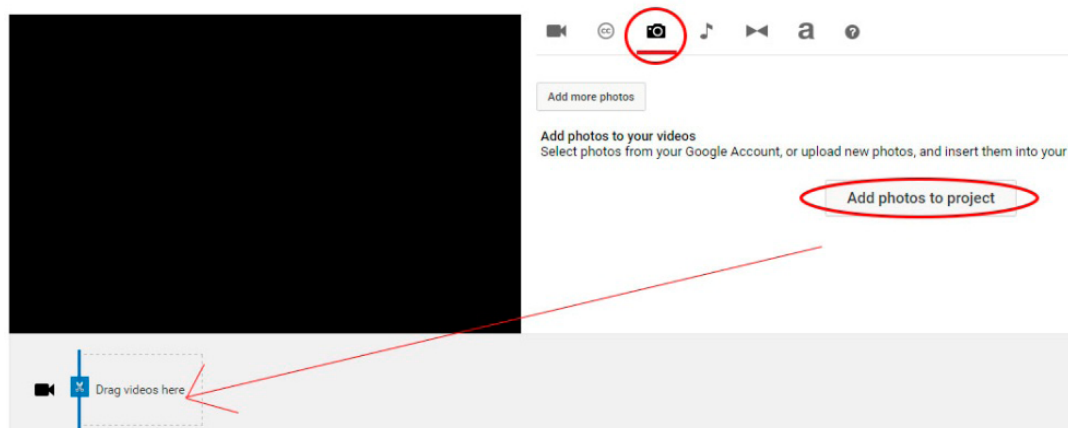 cc
a
?
Add more photos
Add photos to your videos
Select photos from your Google Account, or upload new photos, and insert them into your
Add photos to project
Drag videos here